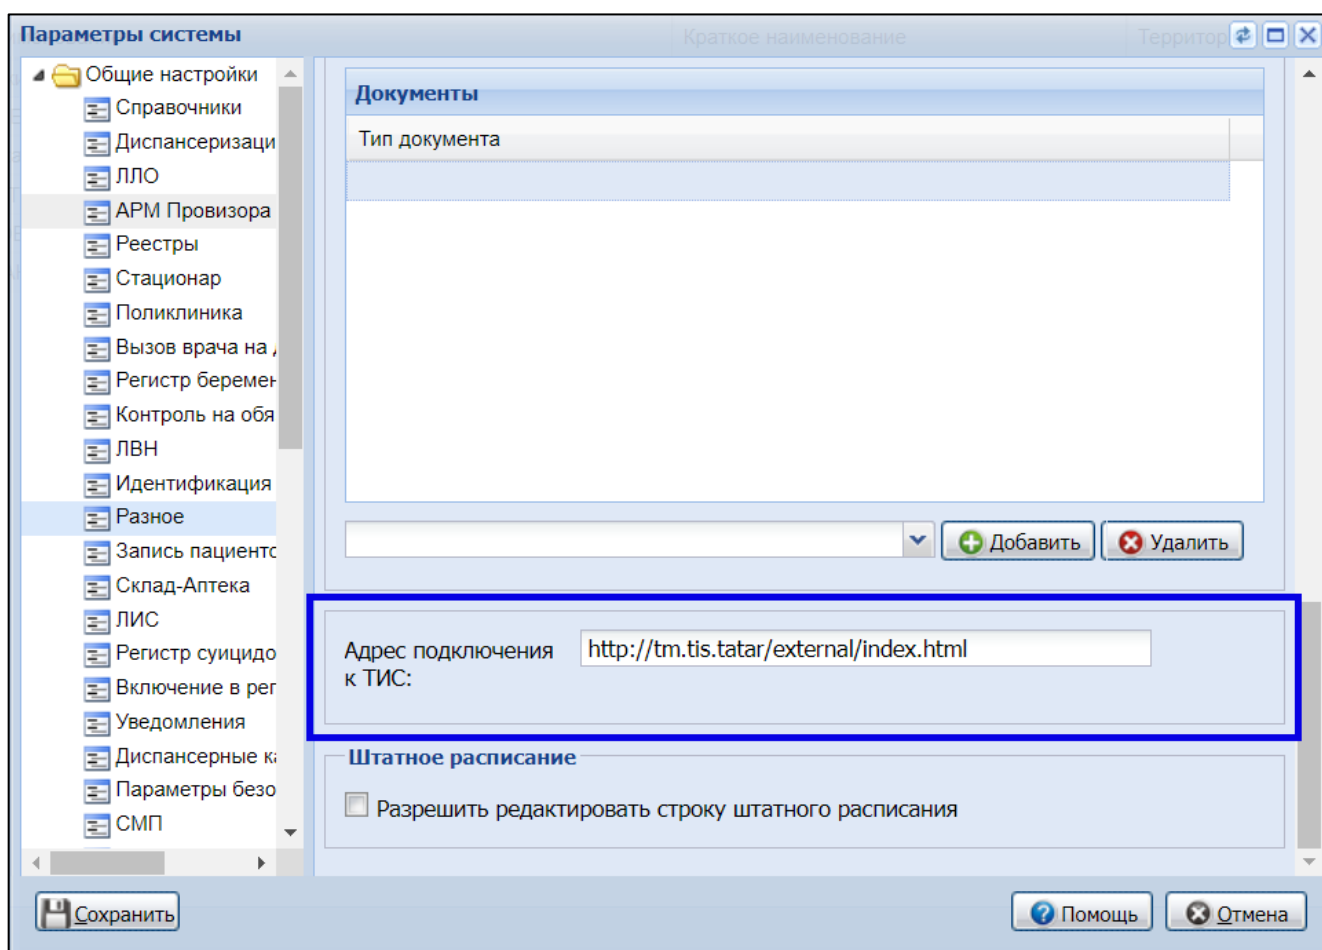 Параметры системы
Краткое наименование
Общие настройки
Справочники
Диспансеризаци
ЛЛО
АРМ Провизора
Реестры
Стационар
Поликлиника
Вызов врача на
Регистр беремен
Контроль на обя
ЛВН
Идентификация
Разное
Запись пациенто
Склад-Аптека
ЛИС
Регистр суицидо
Включение в рег
Уведомления
Диспансерные ка
Параметры безо
СМП
Документы
Тип документа
Добавить
Удалить
Адрес подключения
к ТИС:
http://tm.tis.tatar/external/index.html
Штатное расписание
Разрешить редактировать строку штатного расписания
Сохранить
Помощь
Отмена